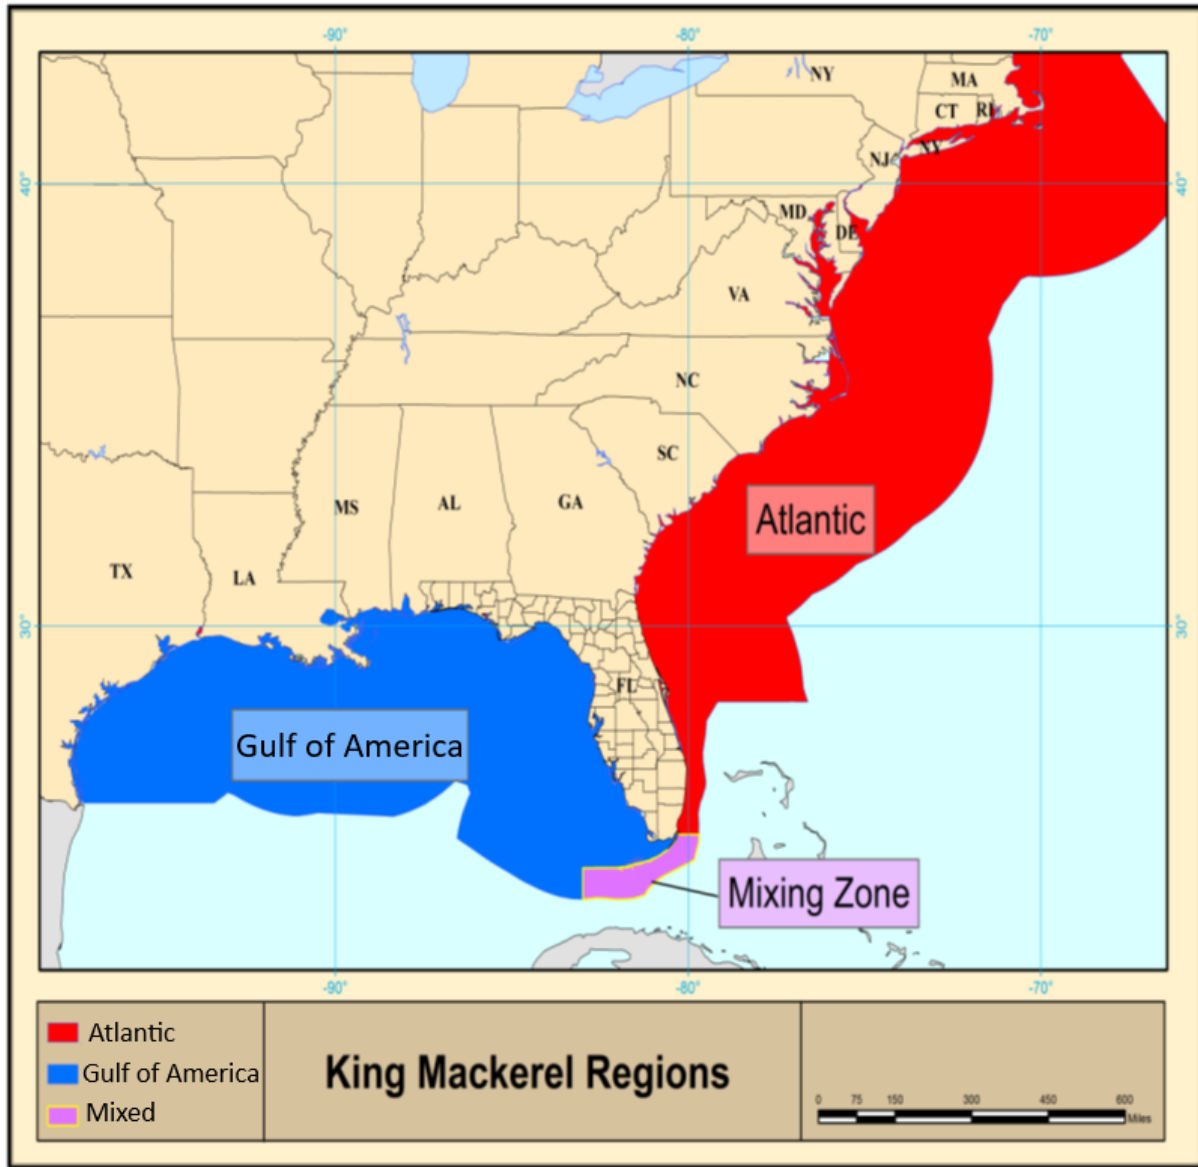 -90°
-80°
-70°
NY
MA
CT
RI
NY
NJ
40°
40°
MD
DE
VA
NC
SC
MS
AL
GA
Atlantic
TX
LA
30°
30°
FL
Gulf of America
Mixing Zone
-90°
-80°
-70°
Atlantic
Gulf of America
Mixed
King Mackerel Regions
0 75 150 300 450 600
Miles